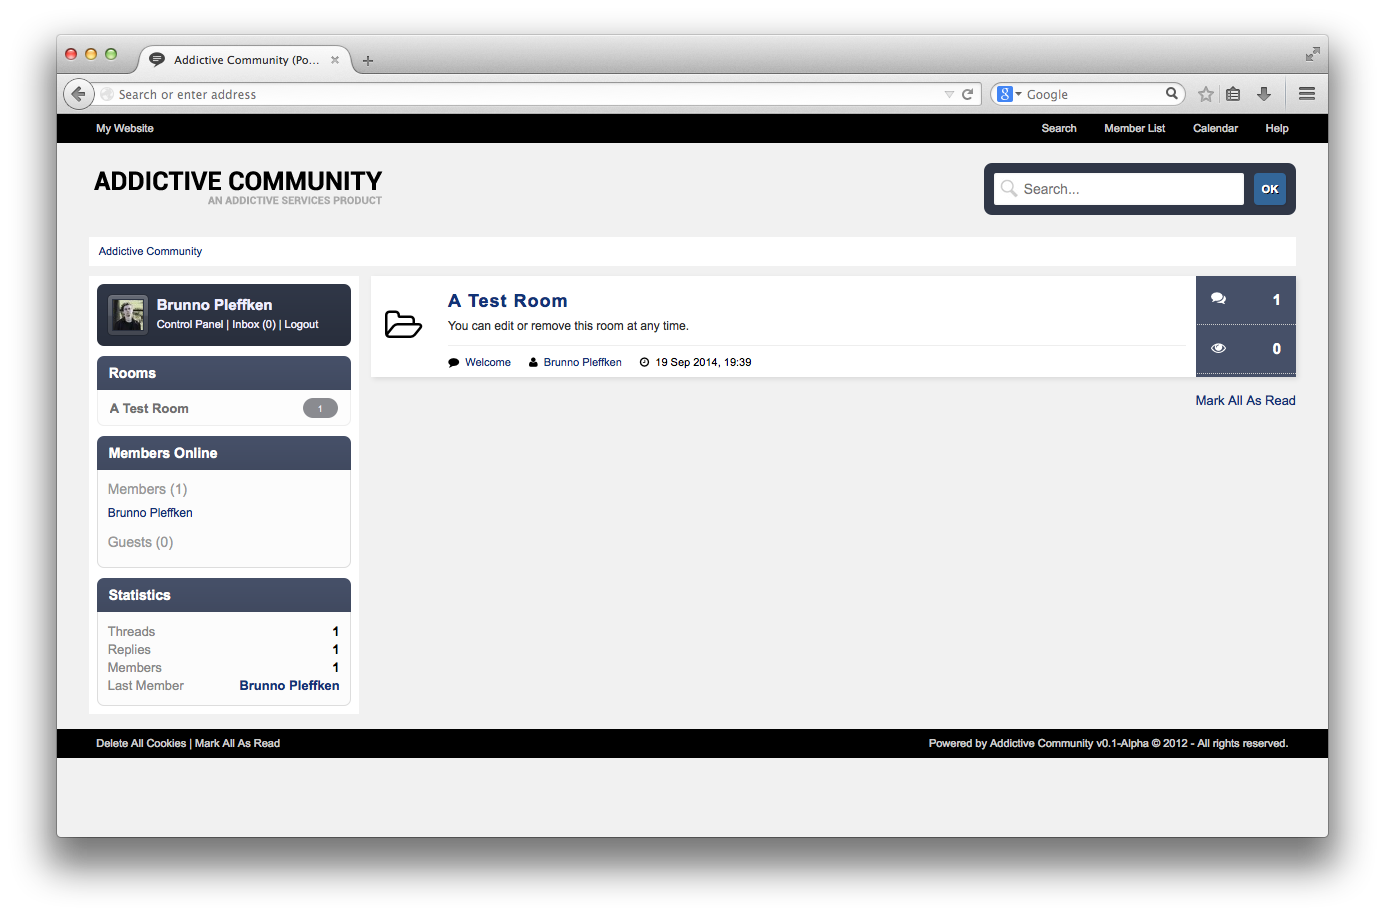 Addictive Community (Po...
Search or enter address
Google
My Website
Search Member List Calendar Help
ADDICTIVE COMMUNITY
AN ADDICTIVE SERVICES PRODUCT
Search...
OK
Addictive Community
Brunno Pleffken
Control Panel | Inbox (0) | Logout
Rooms
A Test Room 1
Members Online
Members (1)
Brunno Pleffken
Guests (0)
Statistics
Threads 1
Replies 1
Members 1
Last Member Brunno Pleffken
A Test Room
You can edit or remove this room at any time.
Welcome Brunno Pleffken 19 Sep 2014, 19:39
1
0
Mark All As Read
Delete All Cookies | Mark All As Read
Powered by Addictive Community v0.1-Alpha © 2012 - All rights reserved.